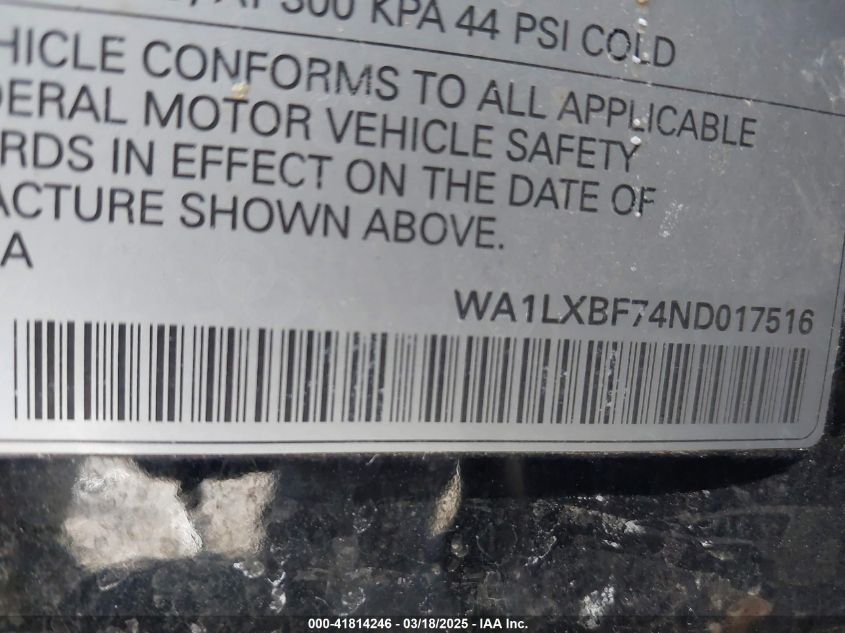 300 KPA 44 PSI COLD
HICLE CONFORMS TO ALL APPLICABLE
DERAL MOTOR VEHICLE SAFETY
RDS IN EFFECT ON THE DATE OF
ACTURE SHOWN ABOVE.
A
WA1LXBF74ND017516
000-41814246 - 03/18/2025 - IAA Inc.